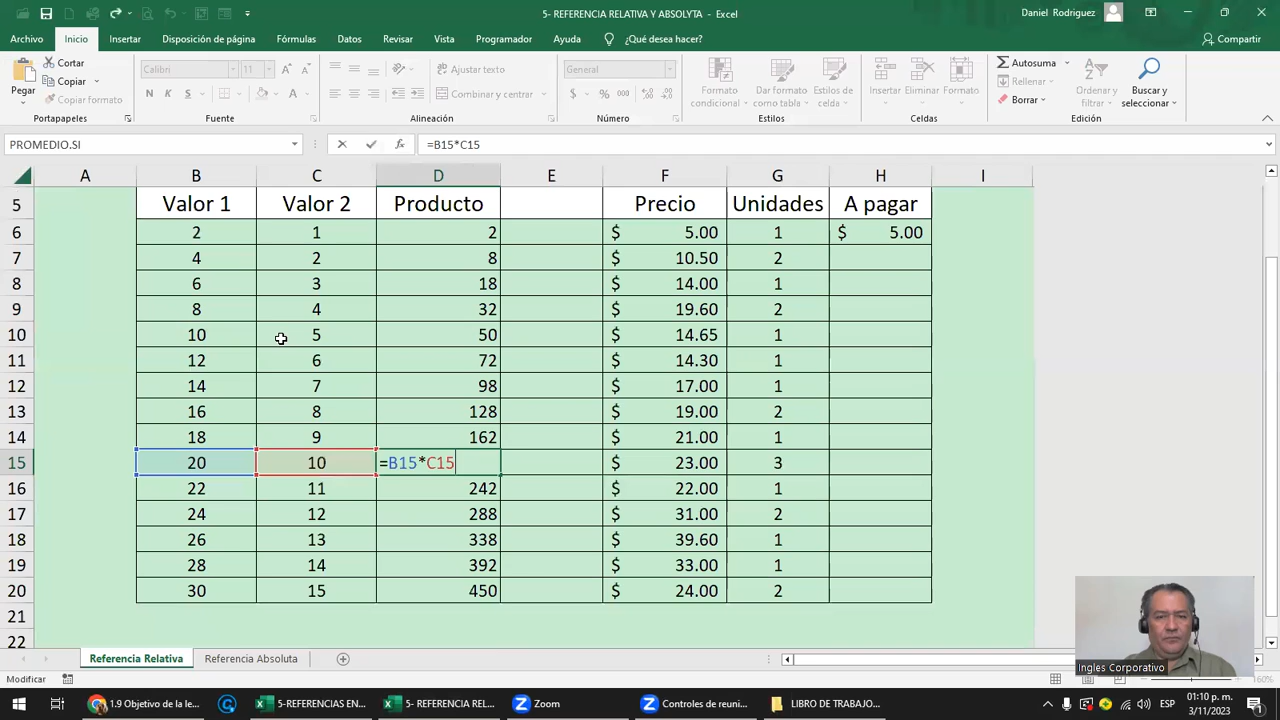 5- REFERENCIA RELATIVA Y ABSOLYTA - Excel
Daniel Rodriguez
Archivo Inicio Insertar Disposición de página Fórmulas Datos Revisar Vista Programador Ayuda ¿Qué desea hacer? Compartir
Pegar
Cortar
Copiar
Copiar formato
Calibri 11
N K S
Ajustar texto
Combinar y centrar
General
$ % 000
Formato condicional
Dar formato como tabla
Estilos de celda
Insertar Eliminar Formato
Autosuma
Rellenar
Borrar
Ordenar y filtrar
Buscar y seleccionar
Portapapeles Fuente Alineación Número Estilos Celdas Edición
PROMEDIO.SI fx =B15*C15
A B C D E F G H I
5 Valor 1 Valor 2 Producto Precio Unidades A pagar
6 2 1 2 $ 5.00 1 $ 5.00
7 4 2 8 $ 10.50 2
8 6 3 18 $ 14.00 1
9 8 4 32 $ 19.60 2
10 10 5 50 $ 14.65 1
11 12 6 72 $ 14.30 1
12 14 7 98 $ 17.00 1
13 16 8 128 $ 19.00 2
14 18 9 162 $ 21.00 1
15 20 10 =B15*C15 $ 23.00 3
16 22 11 242 $ 22.00 1
17 24 12 288 $ 31.00 2
18 26 13 338 $ 39.60 1
19 28 14 392 $ 33.00 1
20 30 15 450 $ 24.00 2
21
22
Ingles Corporativo
Referencia Relativa Referencia Absoluta
Modificar 160%
1.9 Objetivo de la le... 5-REFERENCIAS EN... 5- REFERENCIA REL... Zoom Controles de reuni... LIBRO DE TRABAJO... ESP 01:10 p. m.
3/11/2023